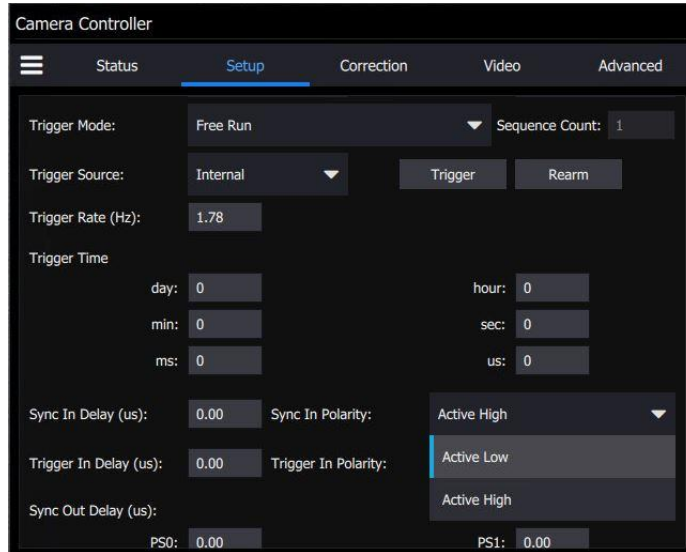 Camera Controller
Status Setup Correction Video Advanced
Trigger Mode: Free Run Sequence Count: 1
Trigger Source: Internal Trigger Rearm
Trigger Rate (Hz): 1.78
Trigger Time
day: 0 hour: 0
min: 0 sec: 0
ms: 0 us: 0
Sync In Delay (us): 0.00 Sync In Polarity: Active High
Trigger In Delay (us): 0.00 Trigger In Polarity: Active Low
Active High
Sync Out Delay (us):
PS0: 0.00 PS1: 0.00